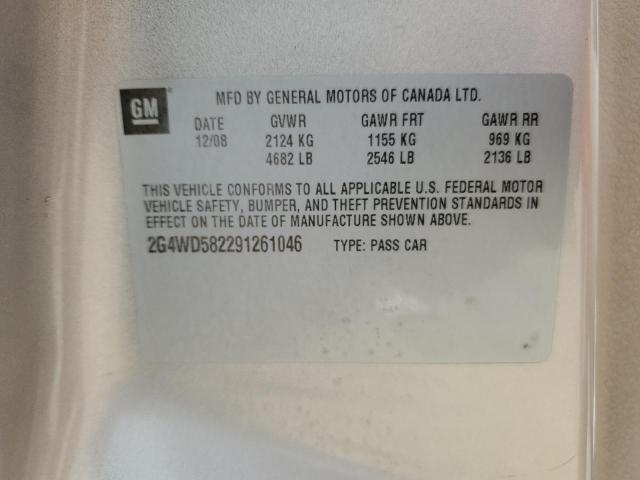 GM
MFD BY GENERAL MOTORS OF CANADA LTD.
DATE GVWR GAWR FRT GAWR RR
12/08 2124 KG 1155 KG 969 KG
4682 LB 2546 LB 2136 LB
THIS VEHICLE CONFORMS TO ALL APPLICABLE U.S. FEDERAL MOTOR
VEHICLE SAFETY, BUMPER, AND THEFT PREVENTION STANDARDS IN
EFFECT ON THE DATE OF MANUFACTURE SHOWN ABOVE.
2G4WD582291261046 TYPE: PASS CAR